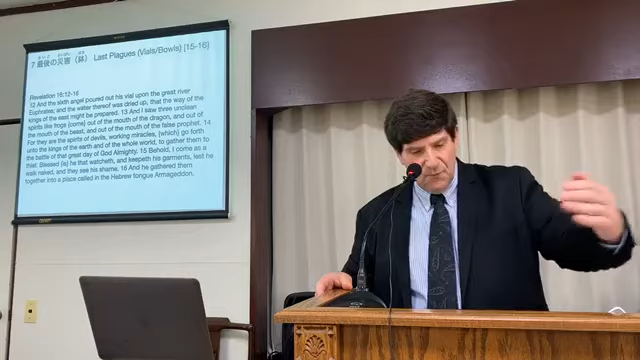 7 最後の災害 (鉢) Last Plagues (Vials/Bowls) [15-16]
Revelation 16:12-16
12 And the sixth angel poured out his vial upon the great river
Euphrates; and the water thereof was dried up, that the way of the
kings of the east might be prepared. 13 And I saw three unclean
spirits like frogs {come} out of the mouth of the dragon, and out of
the mouth of the beast, and out of the mouth of the false prophet. 14
For they are the spirits of devils, working miracles, {which} go forth
unto the kings of the earth and of the whole world, to gather them to
the battle of that great day of God Almighty. 15 Behold, I come as a
thief. Blessed {is} he that watcheth, and keepeth his garments, lest he
walk naked, and they see his shame. 16 And he gathered them
together into a place called in the Hebrew tongue Armageddon.